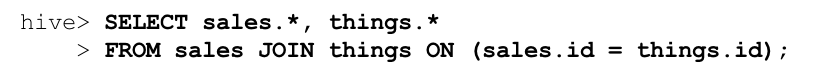 hive> SELECT sales.*, things.*
> FROM sales JOIN things ON (sales.id = things.id);